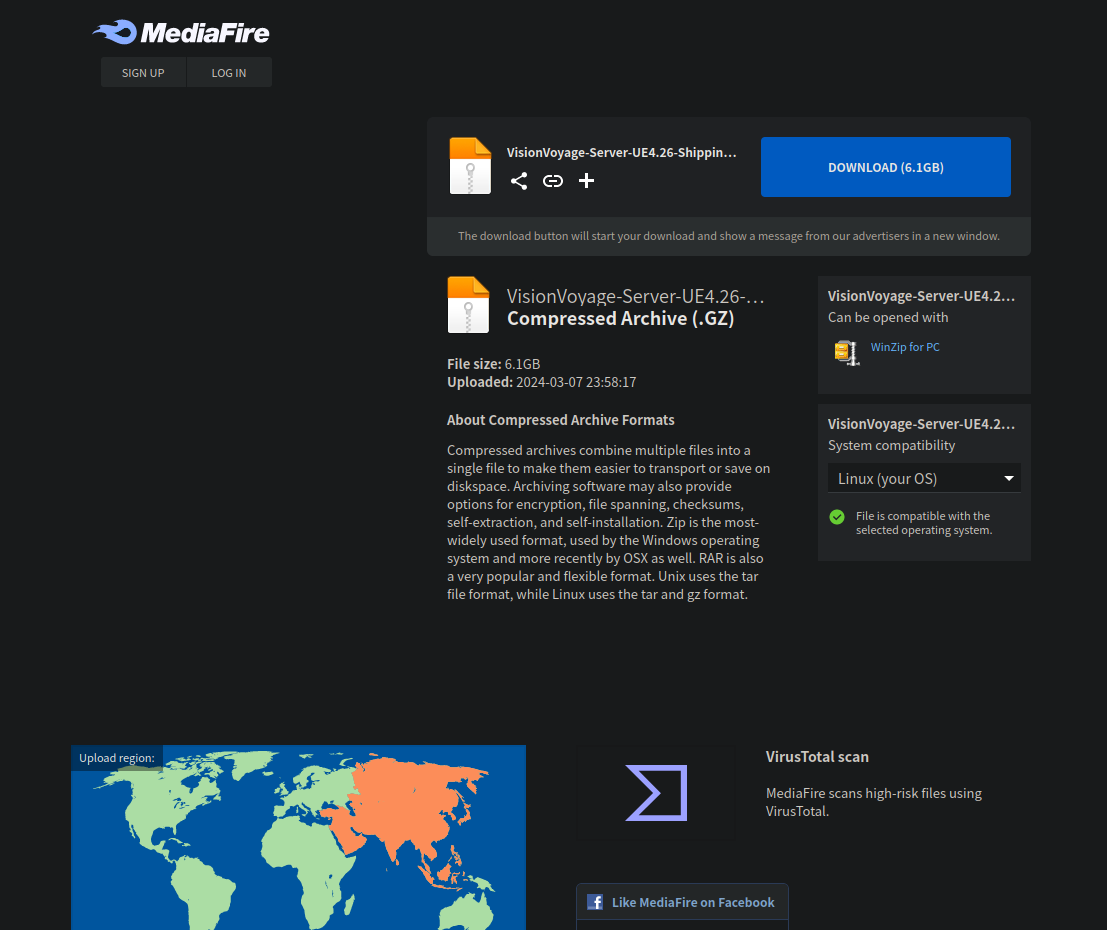 MediaFire
SIGN UP
LOG IN
VisionVoyage-Server-UE4.26-Shippin…
DOWNLOAD (6.1GB)
The download button will start your download and show a message from our advertisers in a new window.
VisionVoyage-Server-UE4.26-…
Compressed Archive (.GZ)
File size: 6.1GB
Uploaded: 2024-03-07 23:58:17
About Compressed Archive Formats
Compressed archives combine multiple files into a
single file to make them easier to transport or save on
diskspace. Archiving software may also provide
options for encryption, file spanning, checksums,
self-extraction, and self-installation. Zip is the most-
widely used format, used by the Windows operating
system and more recently by OSX as well. RAR is also
a very popular and flexible format. Unix uses the tar
file format, while Linux uses the tar and gz format.
VisionVoyage-Server-UE4.2…
Can be opened with
WinZip for PC
VisionVoyage-Server-UE4.2…
System compatibility
Linux (your OS)
File is compatible with the
selected operating system.
Upload region:
VirusTotal scan
MediaFire scans high-risk files using
VirusTotal.
Like MediaFire on Facebook